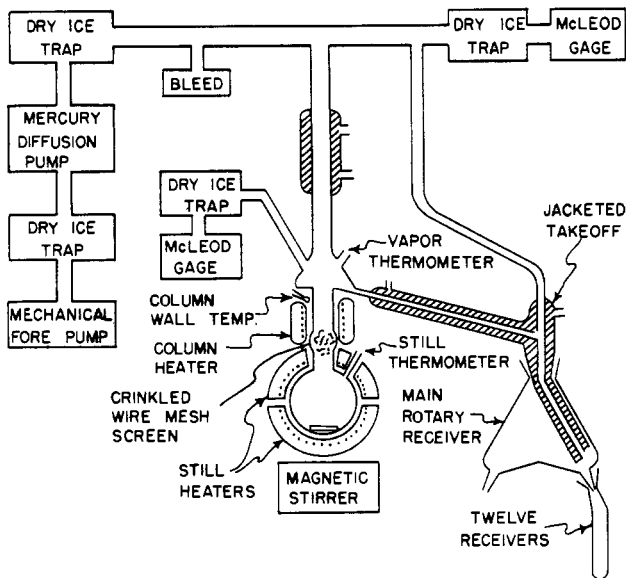 DRY ICE
TRAP
DRY ICE
TRAP
McLEOD
GAGE
BLEED
MERCURY
DIFFUSION
PUMP
DRY ICE
TRAP
McLEOD
GAGE
DRY ICE
TRAP
MECHANICAL
FORE PUMP
VAPOR
THERMOMETER
JACKETED
TAKEOFF
COLUMN
WALL TEMP.
COLUMN
HEATER
STILL
THERMOMETER
CRINKLED
WIRE MESH
SCREEN
MAIN
ROTARY
RECEIVER
STILL
HEATERS
MAGNETIC
STIRRER
TWELVE
RECEIVERS